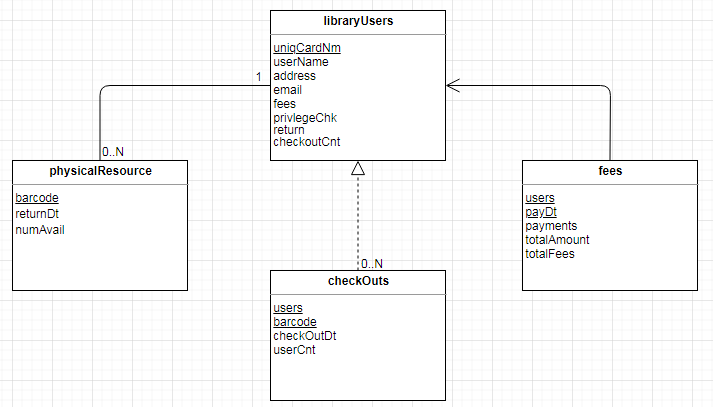 libraryUsers
uniqCardNm
userName
address
email
fees
privlegeChk
return
checkoutCnt
1
0..N
physicalResource
barcode
returnDt
numAvail
fees
users
payDt
payments
totalAmount
totalFees
0..N
checkOuts
users
barcode
checkOutDt
userCnt